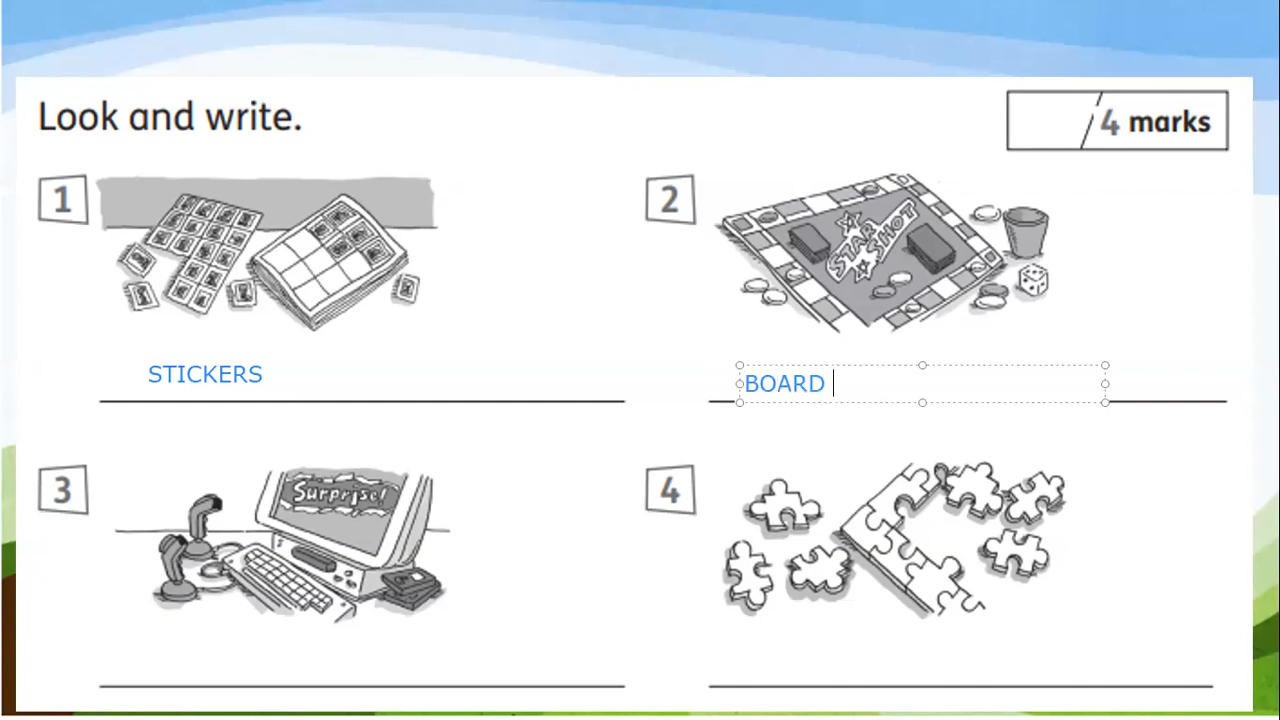 Look and write.
/4 marks
1
2
STAR
SHOT
STICKERS
BOARD
3
Surprise!
4